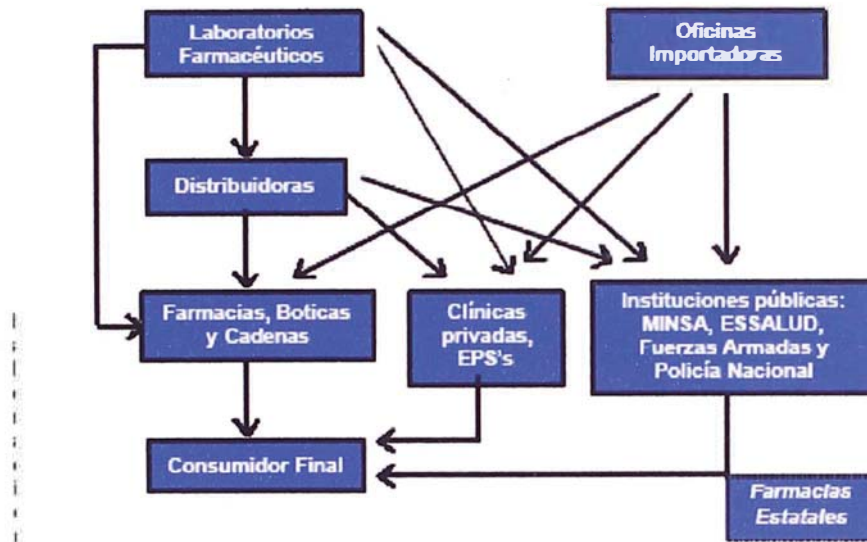 Laboratorios
Farmacéuticos
Oficinas
Importadoras
Distribuidoras
Farmacias, Boticas
y Cadenas
Clínicas
privadas,
EPS's
Instituciones públicas:
MINSA, ESSALUD,
Fuerzas Armadas y
Policía Nacional
Consumidor Final
Farmacias
Estatales